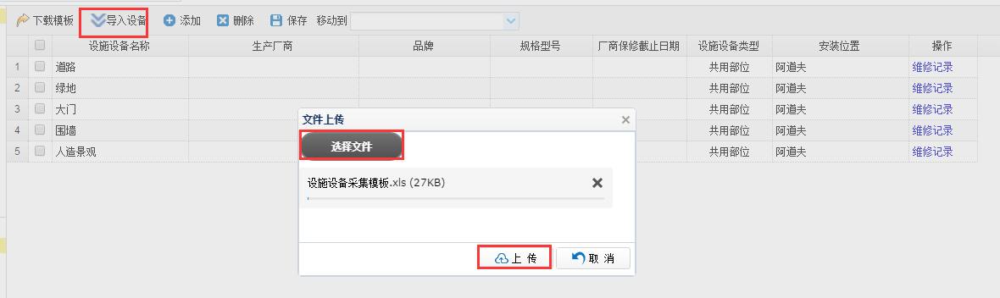 下载模板 导入设备 添加 删除 保存 移动到
设施设备名称 生产厂商 品牌 规格型号 厂商保修截止日期 设施设备类型 安装位置 操作
1 道路 共用部位 阿道夫 维修记录
2 绿地 共用部位 阿道夫 维修记录
3 大门 共用部位 阿道夫 维修记录
4 围墙 共用部位 阿道夫 维修记录
5 人造景观 共用部位 阿道夫 维修记录
文件上传
选择文件
设施设备采集模板.xls (27KB)
上 传 取 消